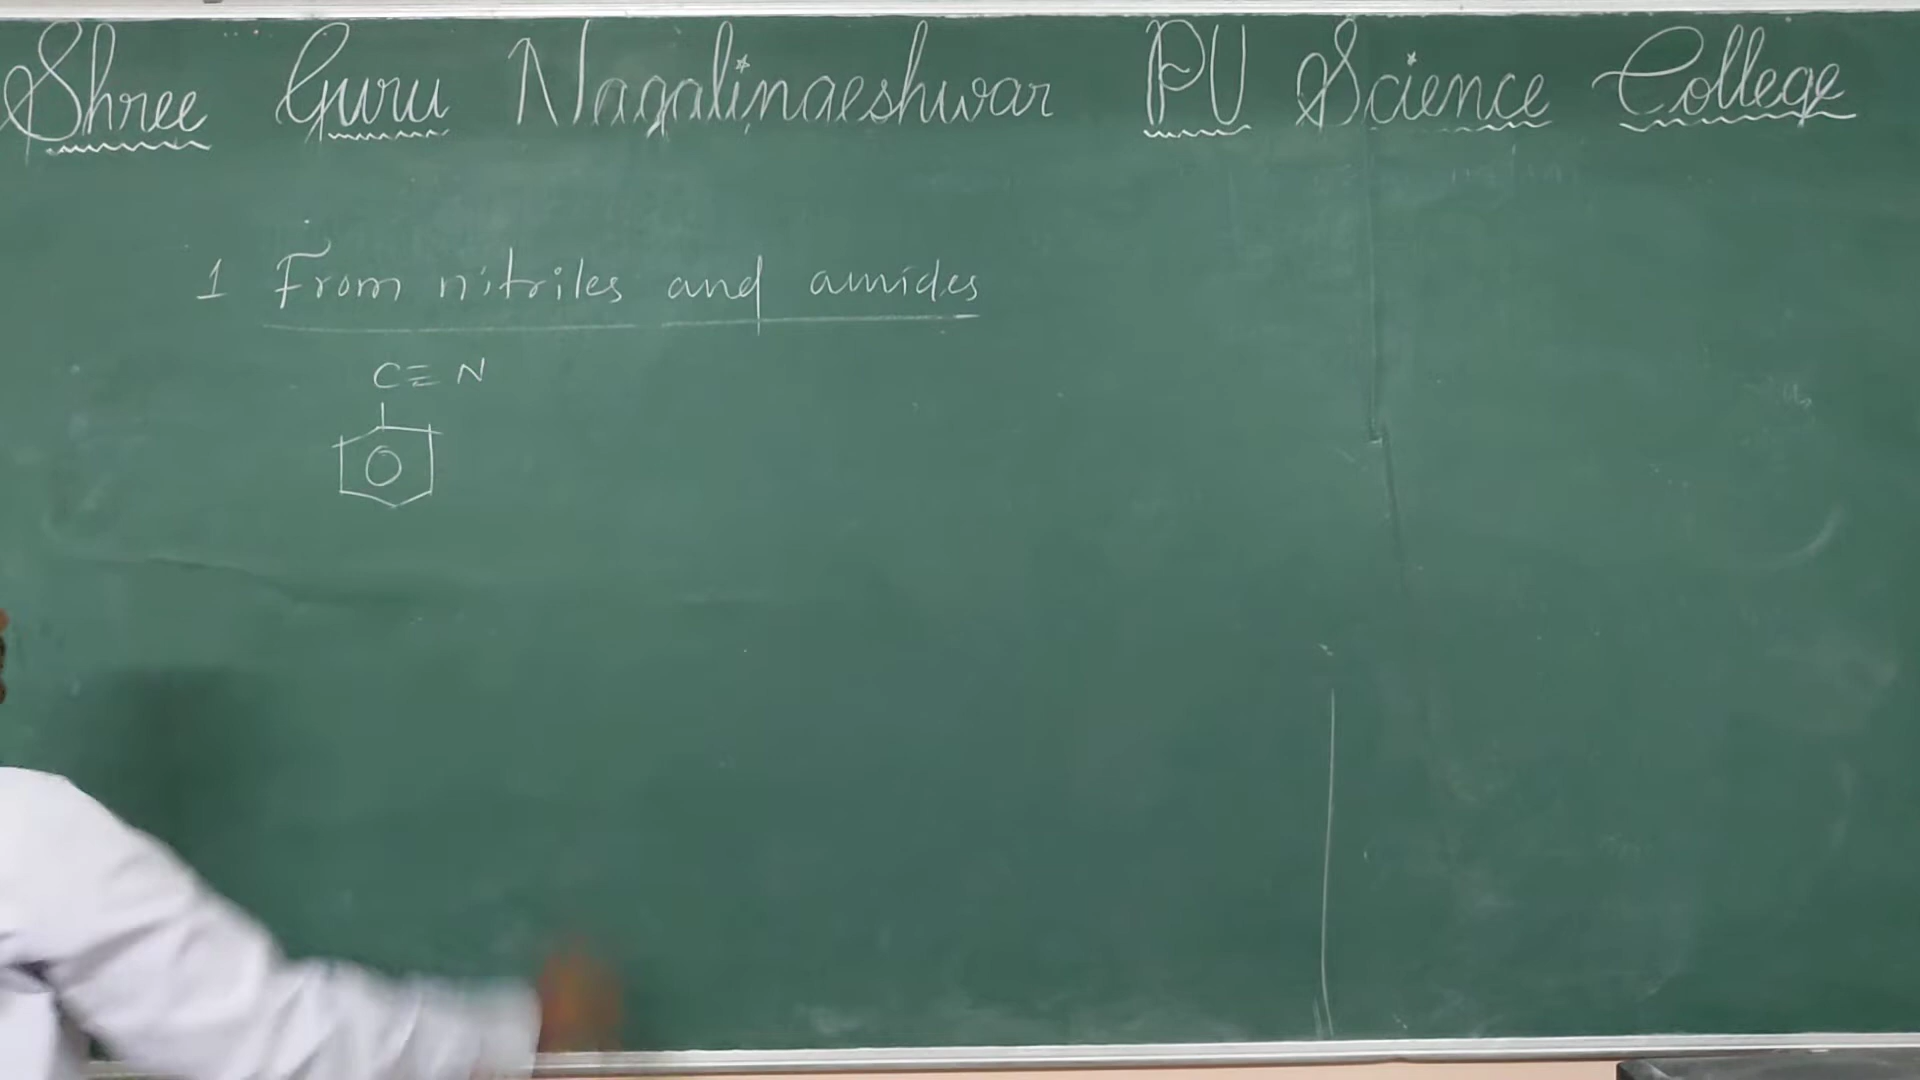 Shree Guru Nagalingeshwar PU Science College
1 From nitriles and amides
C≡N